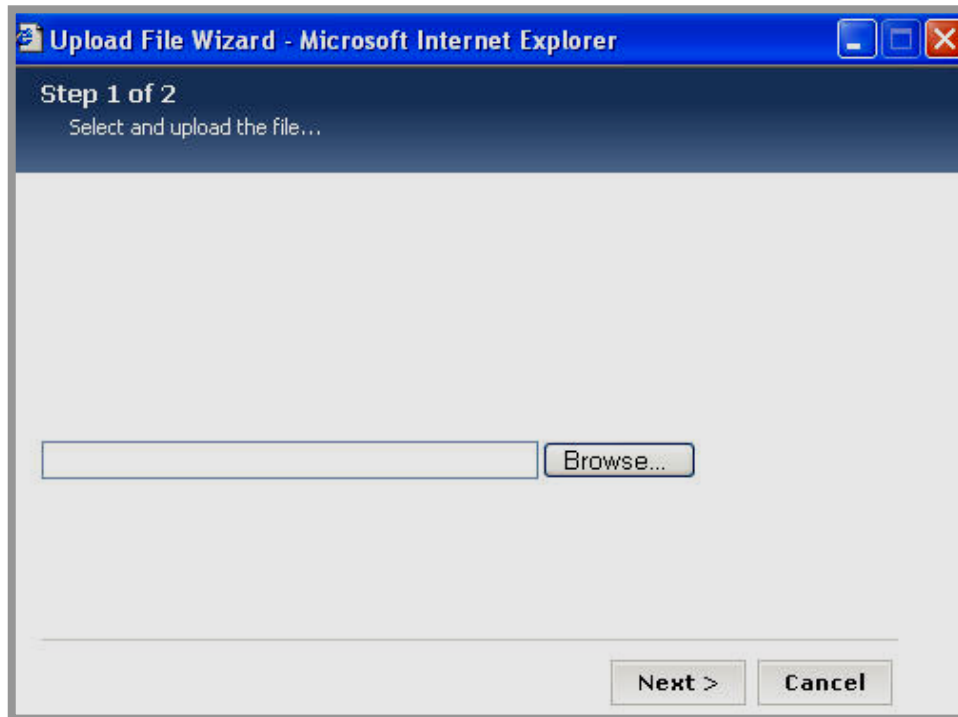 Upload File Wizard - Microsoft Internet Explorer
Step 1 of 2
Select and upload the file...
Browse...
Next > Cancel